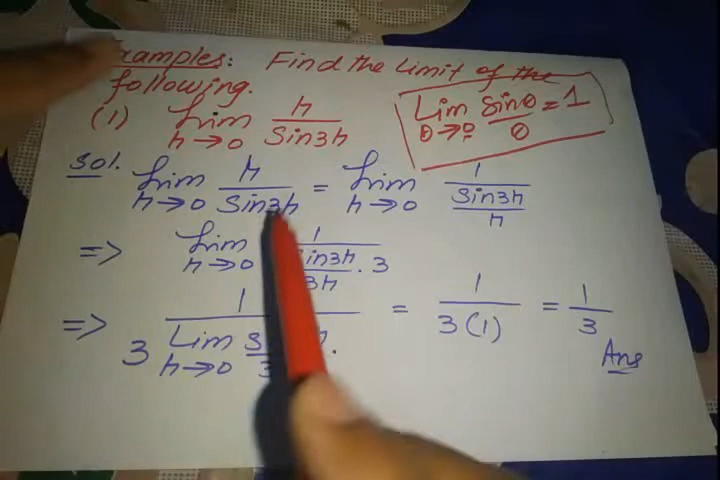 Examples: Find the Limit of the
following.
Lim θ→0 Sinθ/θ = 1
(1) Lim h→0 h/Sin3h
Sol. Lim h→0 h/Sin3h = Lim h→0 1/(Sin3h/h)
=> Lim h→0 1/(Sin3h/3h . 3)
=> 1/(3 Lim h→0 . ) = 1/3(1) = 1/3
Ans